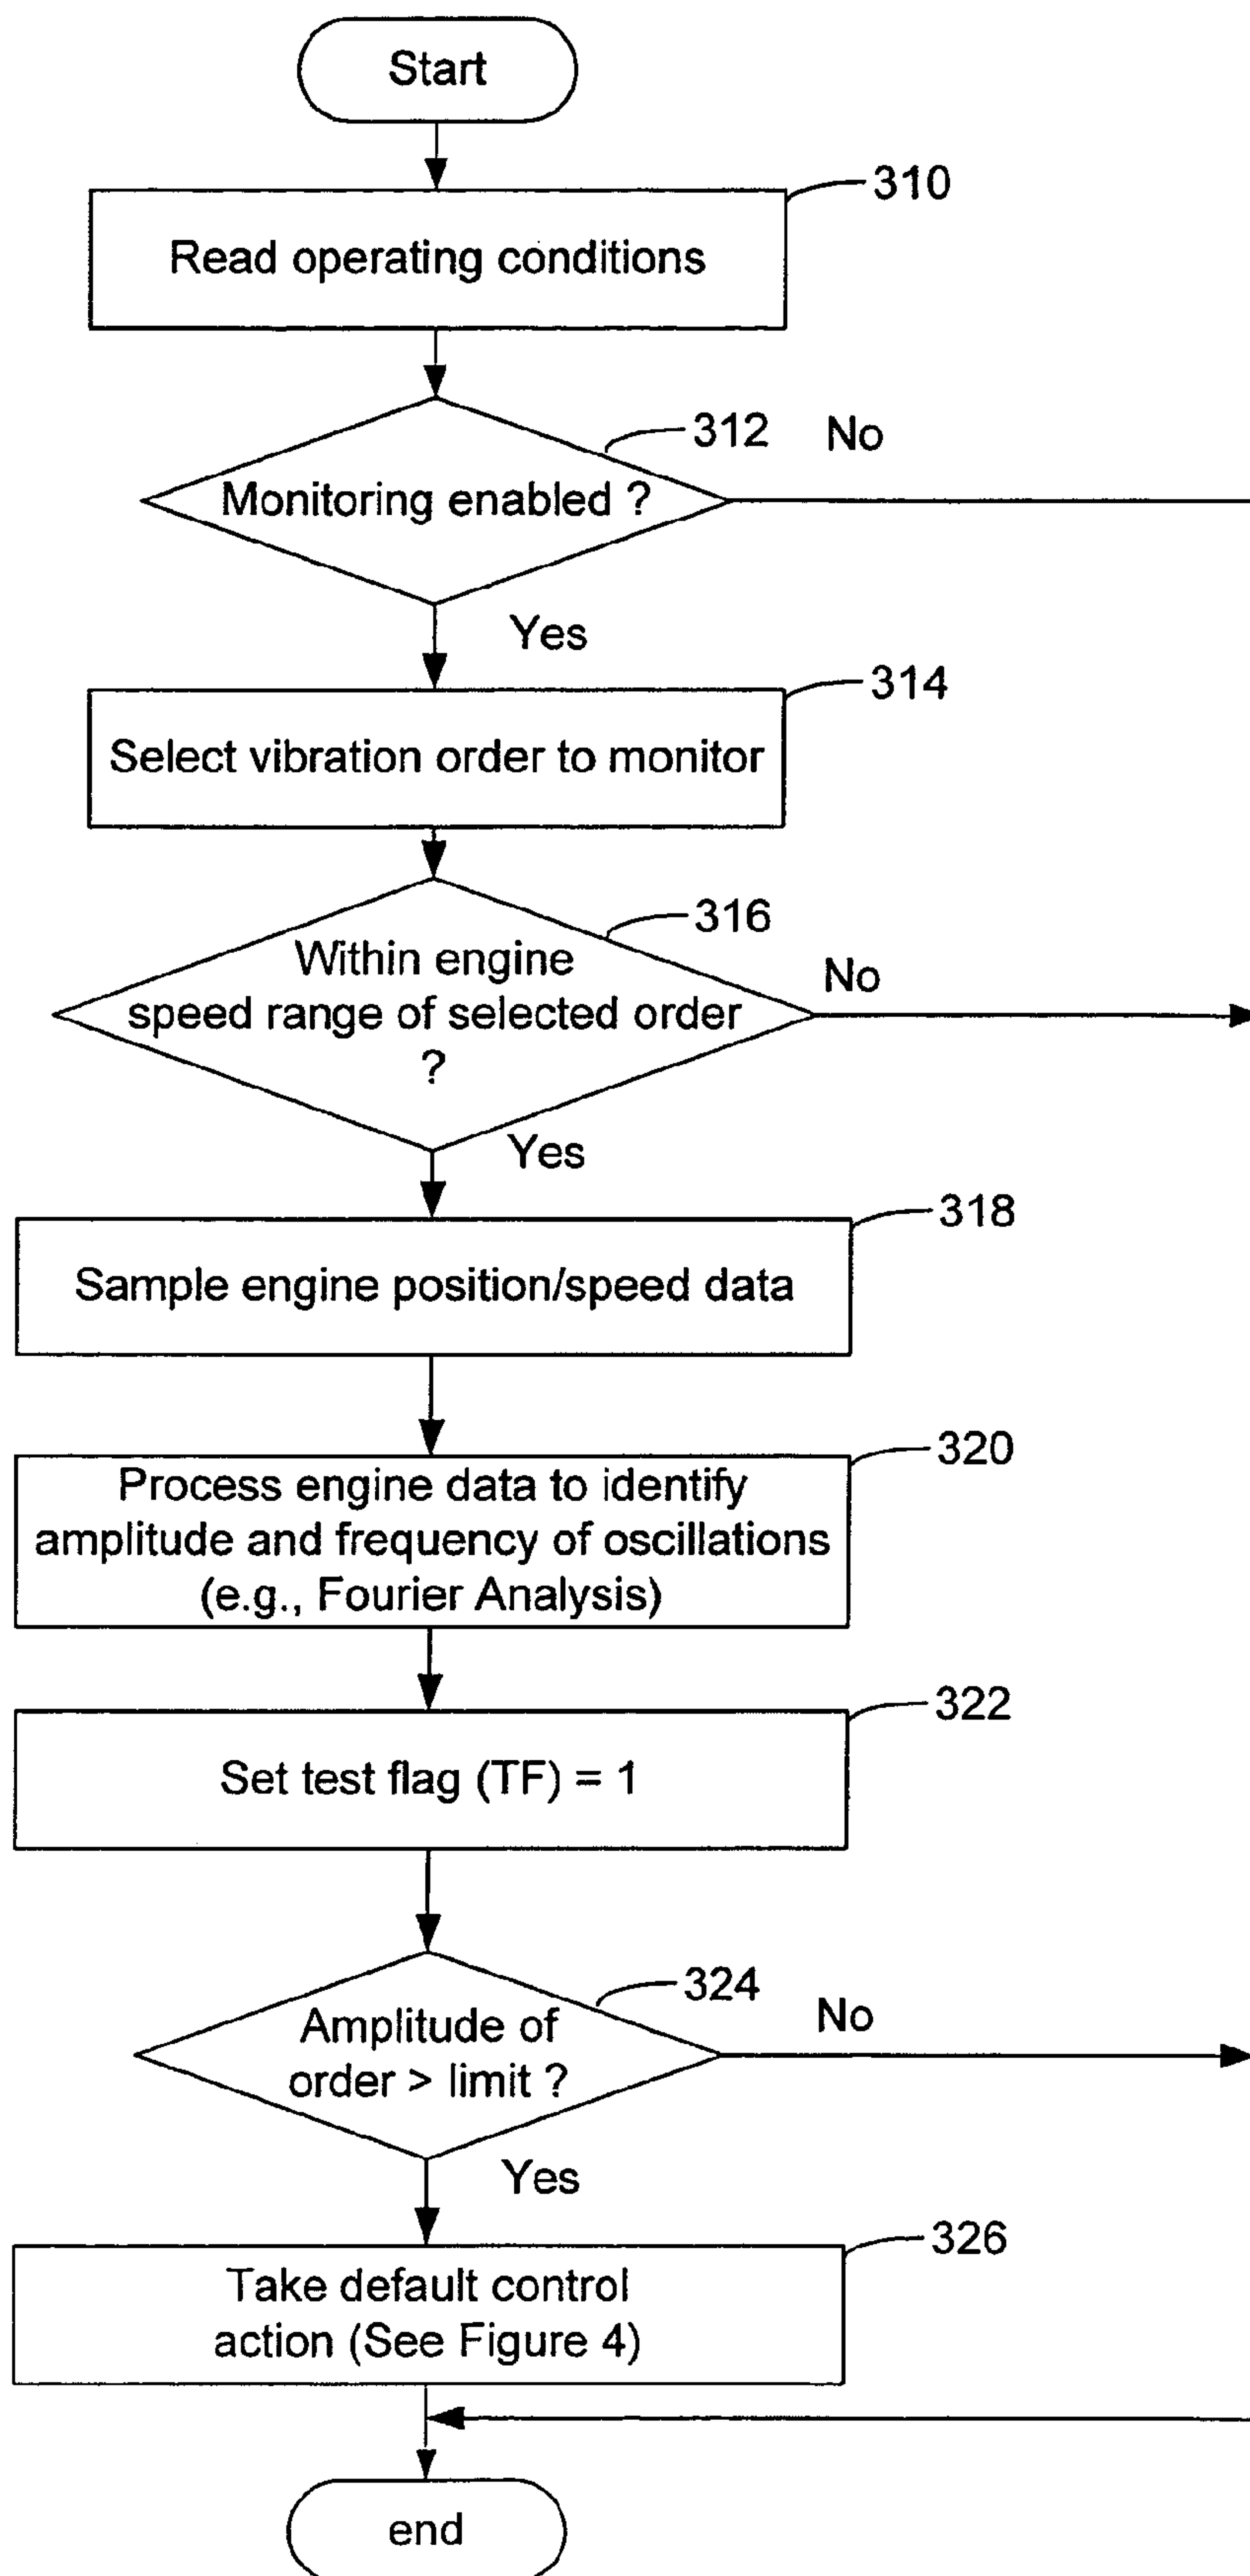 Start
310
Read operating conditions
312
No
Monitoring enabled ?
Yes
314
Select vibration order to monitor
316
Within engine
No
speed range of selected order
?
Yes
318
Sample engine position/speed data
320
Process engine data to identify
amplitude and frequency of oscillations
(e.g., Fourier Analysis)
322
Set test flag (TF) = 1
324
No
Amplitude of
order > limit ?
Yes
326
Take default control
action (See Figure 4)
end